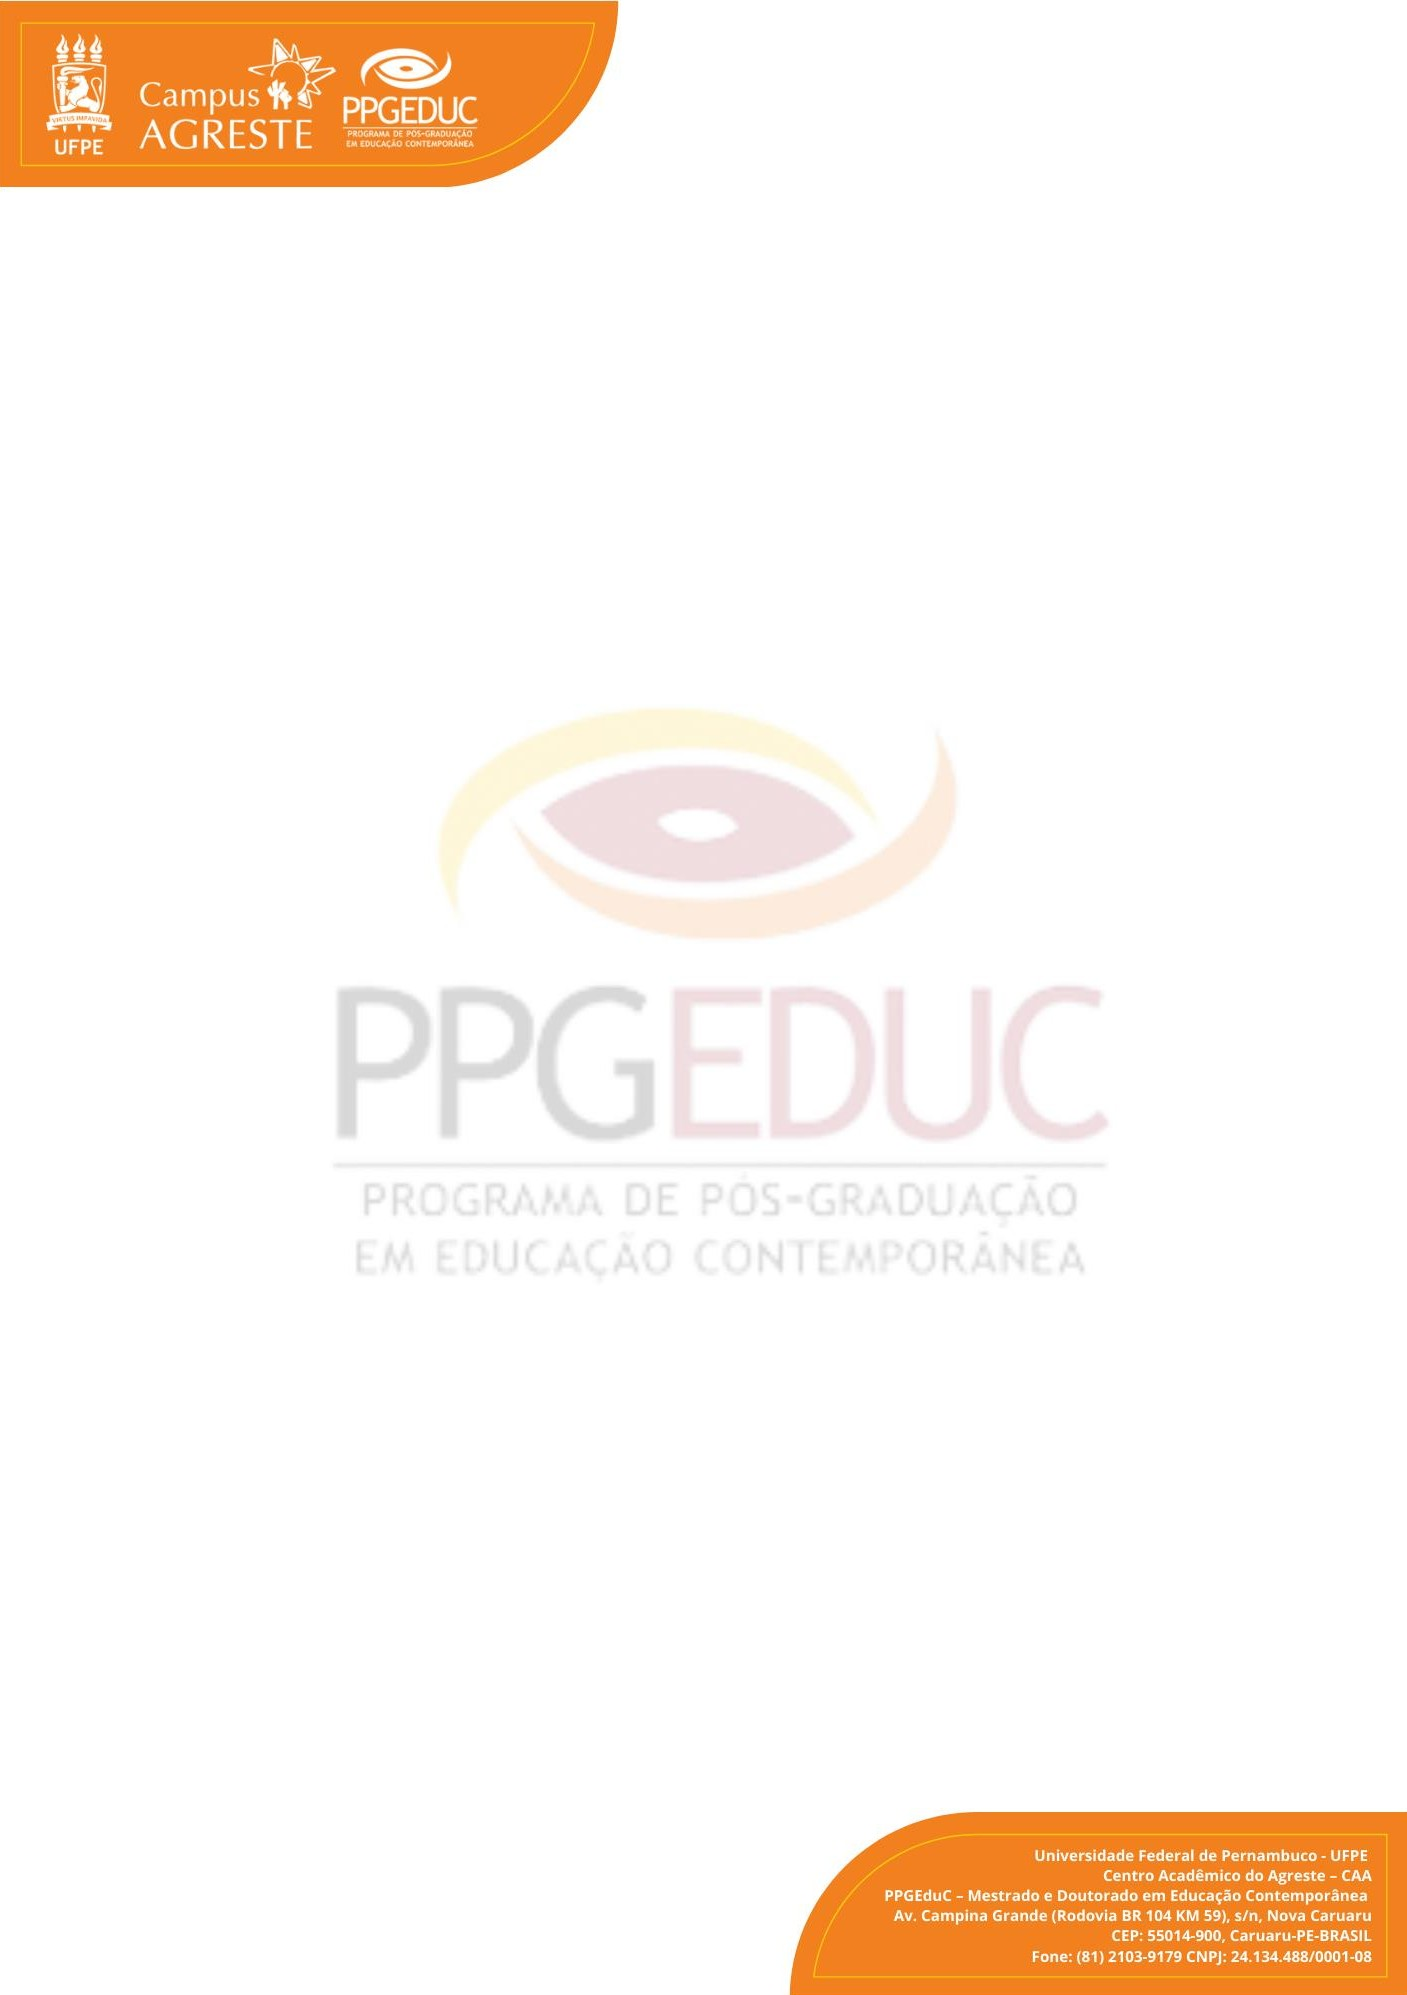 VIRTUS IMPAVIDA
UFPE
Campus
AGRESTE
PPGEDUC
PROGRAMA DE PÓS-GRADUAÇÃO
EM EDUCAÇÃO CONTEMPORÂNEA
PPGEDUC
PROGRAMA DE PÓS-GRADUAÇÃO
EM EDUCAÇÃO CONTEMPORÂNEA
Universidade Federal de Pernambuco - UFPE
Centro Acadêmico do Agreste – CAA
PPGEduC – Mestrado e Doutorado em Educação Contemporânea
Av. Campina Grande (Rodovia BR 104 KM 59), s/n, Nova Caruaru
CEP: 55014-900, Caruaru-PE-BRASIL
Fone: (81) 2103-9179 CNPJ: 24.134.488/0001-08